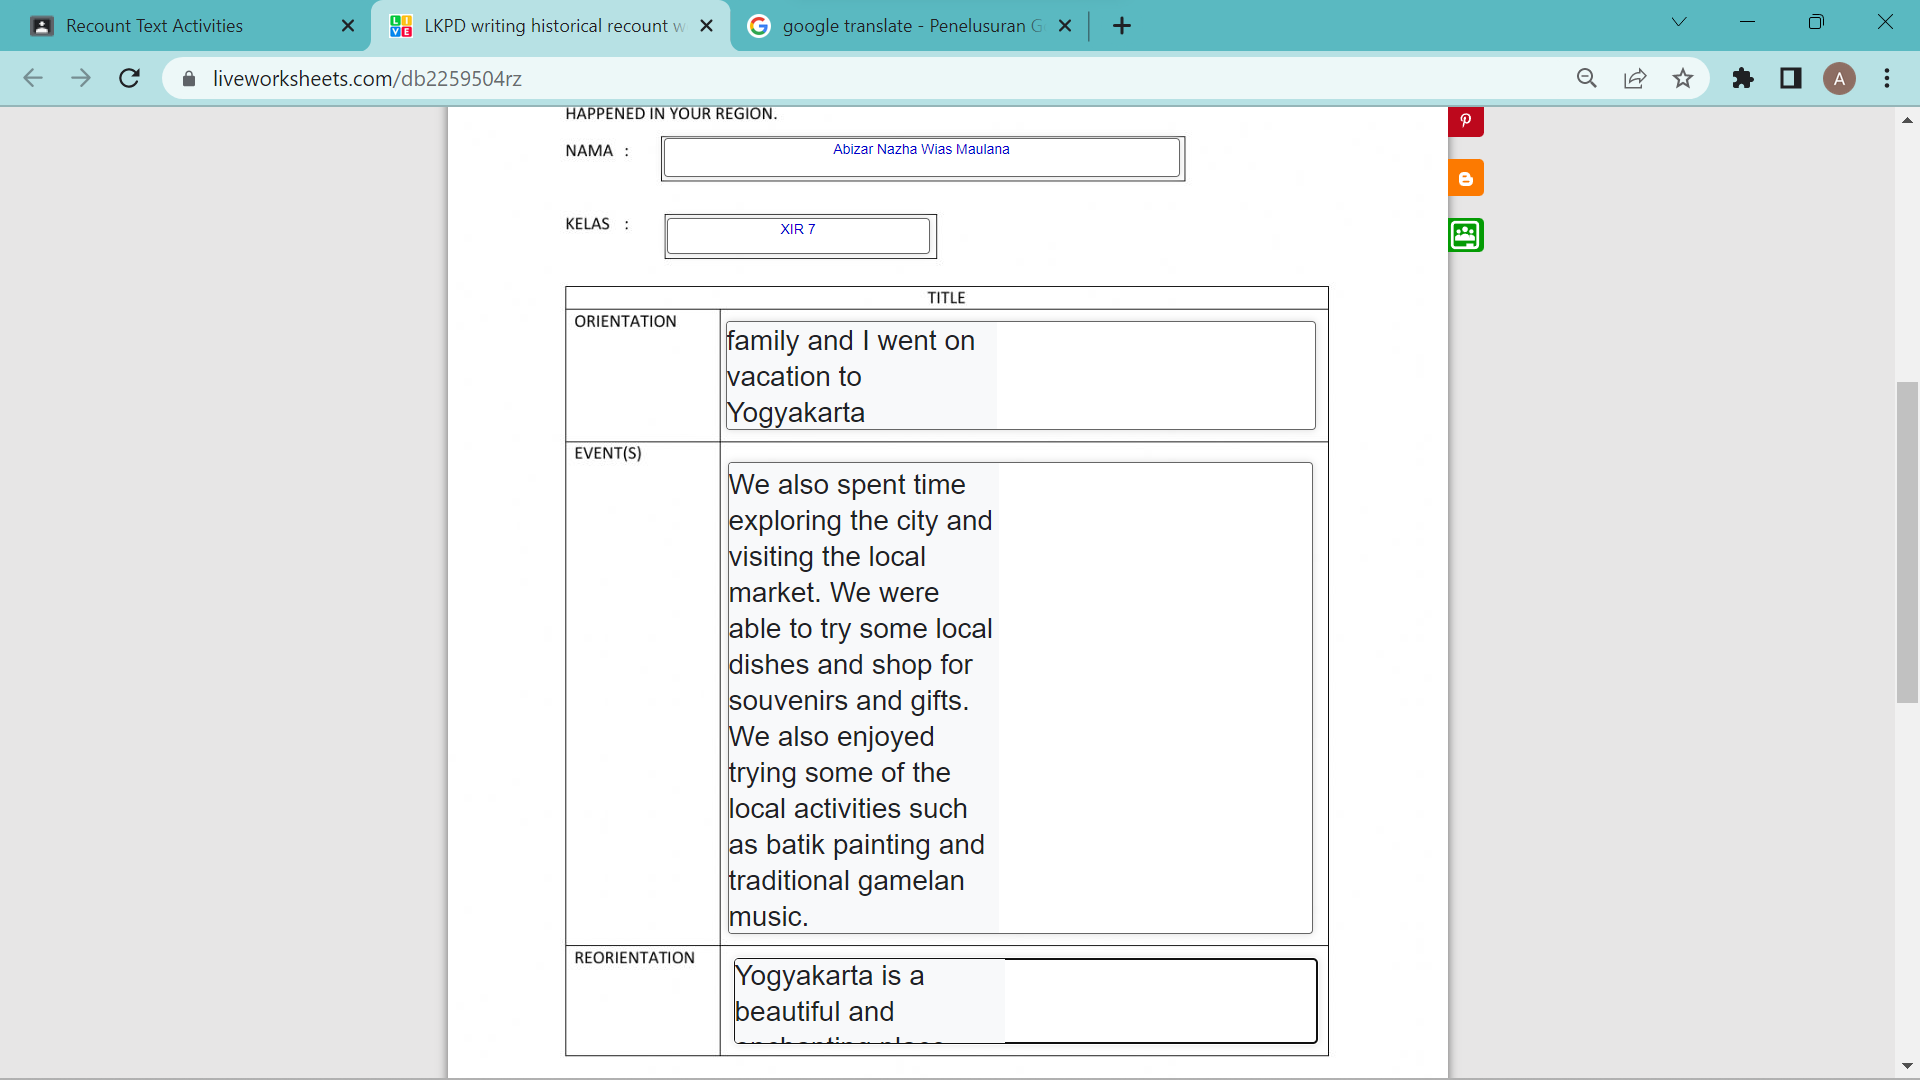 Recount Text Activities
LKPD writing historical recount w
google translate - Penelusuran G
liveworksheets.com/db2259504rz
A
HAPPENED IN YOUR REGION.
NAMA :
Abizar Nazha Wias Maulana
KELAS :
XIR 7
TITLE
ORIENTATION
family and I went on
vacation to
Yogyakarta
EVENT(S)
We also spent time
exploring the city and
visiting the local
market. We were
able to try some local
dishes and shop for
souvenirs and gifts.
We also enjoyed
trying some of the
local activities such
as batik painting and
traditional gamelan
music.
REORIENTATION
Yogyakarta is a
beautiful and